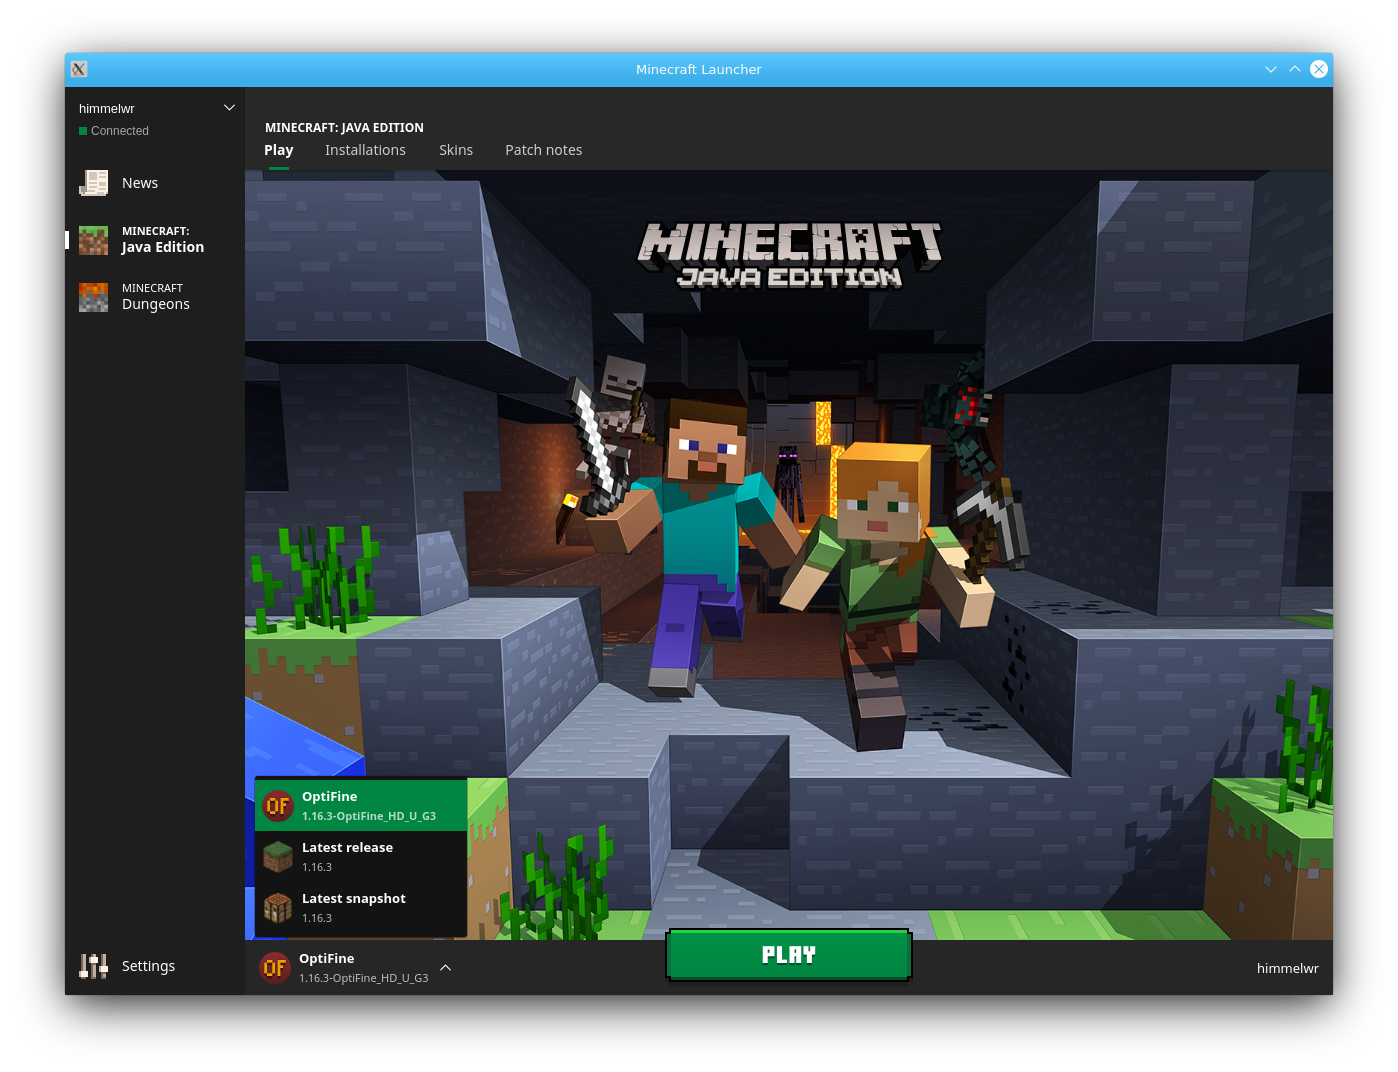 Minecraft Launcher
himmelwr
Connected
News
MINECRAFT:
Java Edition
MINECRAFT
Dungeons
Settings
MINECRAFT: JAVA EDITION
Play Installations Skins Patch notes
MINECRAFT
JAVA EDITION
OF
OptiFine
1.16.3-OptiFine_HD_U_G3
Latest release
1.16.3
Latest snapshot
1.16.3
OF
OptiFine
1.16.3-OptiFine_HD_U_G3
PLAY
himmelwr